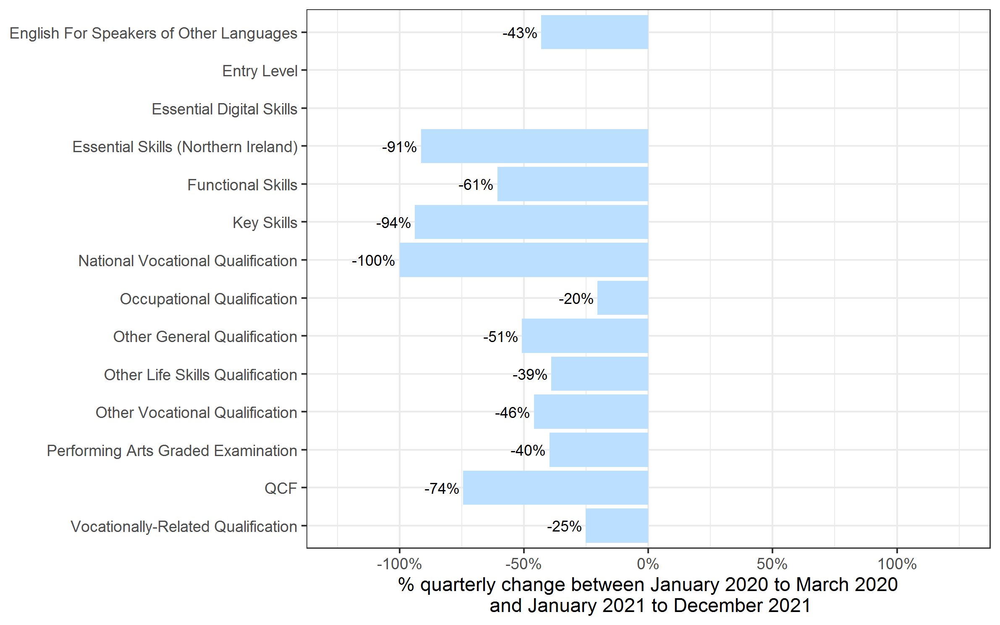 English For Speakers of Other Languages -43%
Entry Level
Essential Digital Skills
Essential Skills (Northern Ireland) -91%
Functional Skills -61%
Key Skills -94%
National Vocational Qualification -100%
Occupational Qualification -20%
Other General Qualification -51%
Other Life Skills Qualification -39%
Other Vocational Qualification -46%
Performing Arts Graded Examination -40%
QCF -74%
Vocationally-Related Qualification -25%
-100% -50% 0% 50% 100%
% quarterly change between January 2020 to March 2020
and January 2021 to December 2021